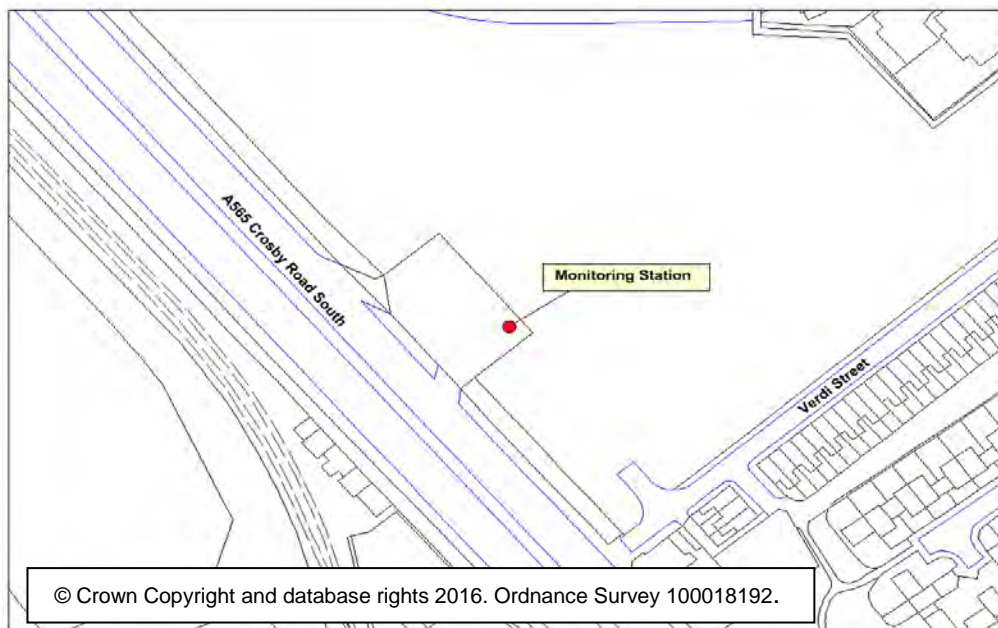 A565 Crosby Road South
Monitoring Station
Verdi Street
© Crown Copyright and database rights 2016. Ordnance Survey 100018192.